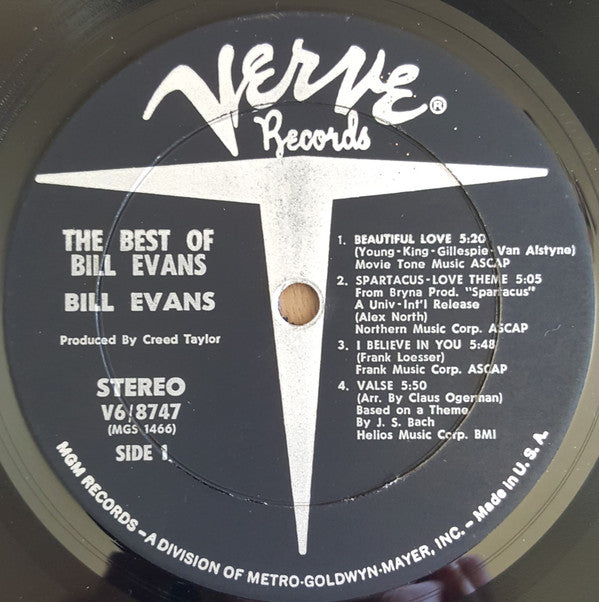 Verve®
Records
THE BEST OF
BILL EVANS
BILL EVANS
Produced By Creed Taylor
STEREO
V6/8747
(MGS 1466)
SIDE 1.
1. BEAUTIFUL LOVE 5:20
(Young-King-Gillespie-Van Alstyne)
Movie Tone Music ASCAP
2. SPARTACUS-LOVE THEME 5:05
From Bryna Prod. "Spartacus"
A Univ-Int'l Release
(Alex North)
Northern Music Corp. ASCAP
3. I BELIEVE IN YOU 5:48
(Frank Loesser)
Frank Music Corp. ASCAP
4. VALSE 5:50
(Arr. By Claus Ogerman)
Based on a Theme
By J. S. Bach
Helios Music Corp. BMI
MGM RECORDS—A DIVISION OF METRO-GOLDWYN-MAYER, INC. — Made in U. S. A.